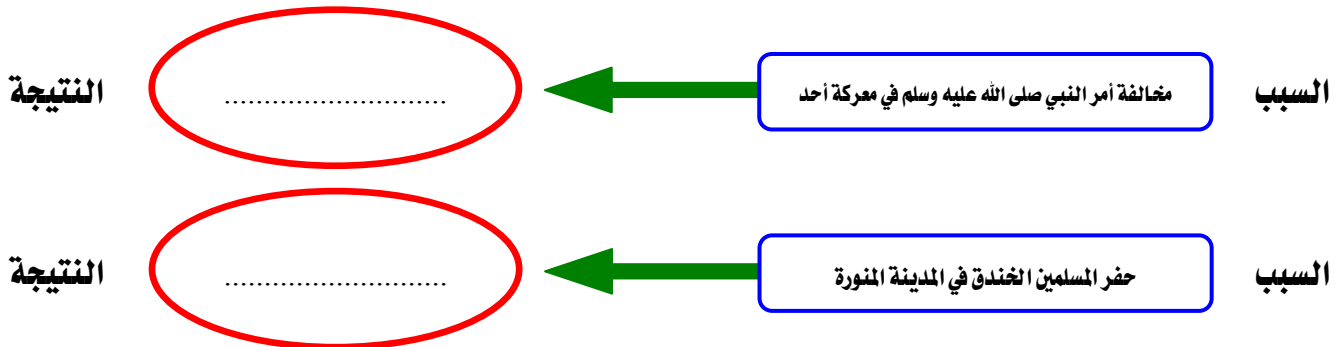 السبب مخالفة أمر النبي صلى الله عليه وسلم في معركة أحد .............................. النتيجة
السبب حفر المسلمين الخندق في المدينة المنورة .............................. النتيجة